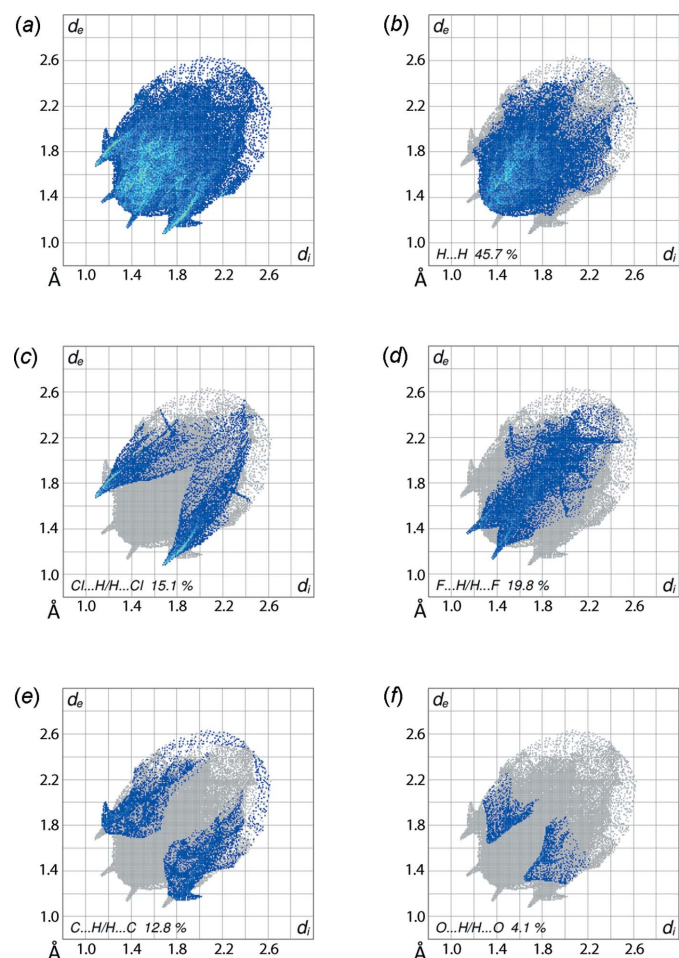 (a)
de
2.6
2.2
1.8
1.4
1.0
di
Å
1.0 1.4 1.8 2.2 2.6
(b)
de
2.6
2.2
1.8
1.4
1.0
H...H 45.7 %
di
Å
1.0 1.4 1.8 2.2 2.6
(c)
de
2.6
2.2
1.8
1.4
1.0
Cl...H/H...Cl 15.1 %
di
Å
1.0 1.4 1.8 2.2 2.6
(d)
de
2.6
2.2
1.8
1.4
1.0
F...H/H...F 19.8 %
di
Å
1.0 1.4 1.8 2.2 2.6
(e)
de
2.6
2.2
1.8
1.4
1.0
C...H/H...C 12.8 %
di
Å
1.0 1.4 1.8 2.2 2.6
(f)
de
2.6
2.2
1.8
1.4
1.0
O...H/H...O 4.1 %
di
Å
1.0 1.4 1.8 2.2 2.6